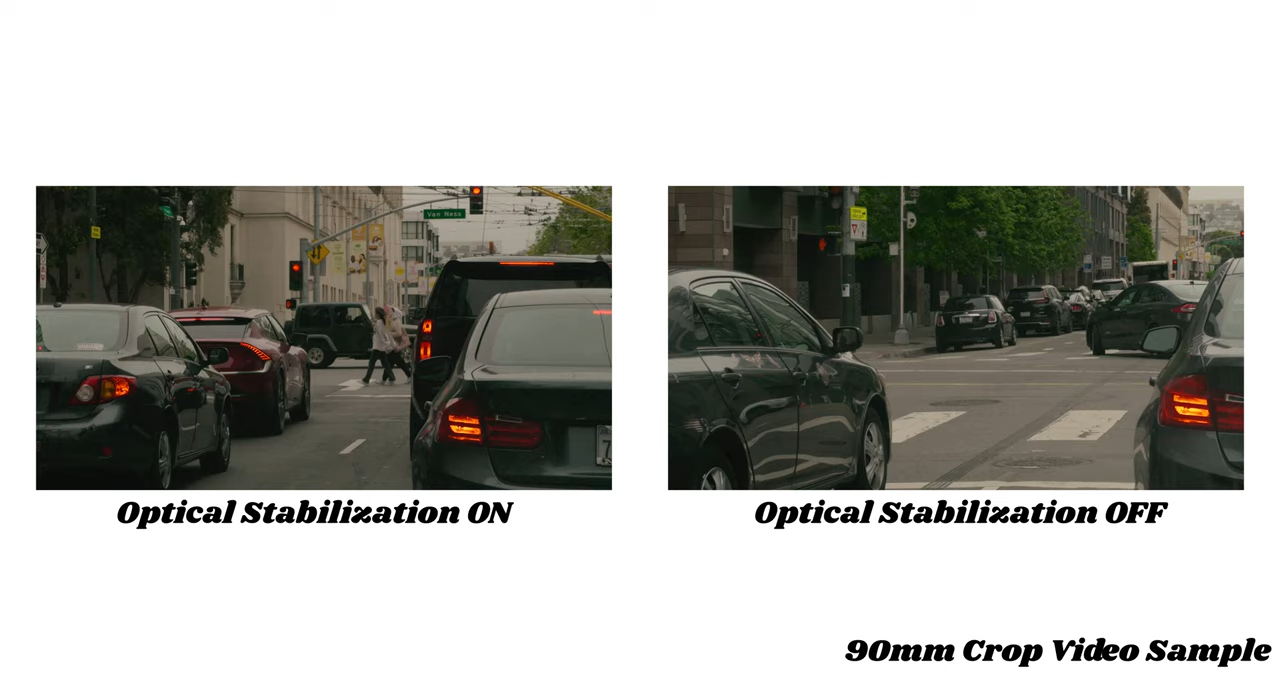 Van Ness
Optical Stabilization ON
Optical Stabilization OFF
90mm Crop Video Sample